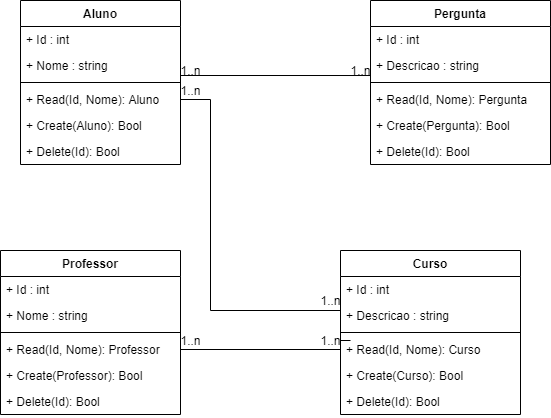 Aluno
+ Id : int
+ Nome : string
+ Read(Id, Nome): Aluno
+ Create(Aluno): Bool
+ Delete(Id): Bool
1..n
1..n
1..n
Pergunta
+ Id : int
+ Descricao : string
+ Read(Id, Nome): Pergunta
+ Create(Pergunta): Bool
+ Delete(Id): Bool
Professor
+ Id : int
+ Nome : string
+ Read(Id, Nome): Professor
+ Create(Professor): Bool
+ Delete(Id): Bool
1..n
1..n
1..n
Curso
+ Id : int
+ Descricao : string
+ Read(Id, Nome): Curso
+ Create(Curso): Bool
+ Delete(Id): Bool